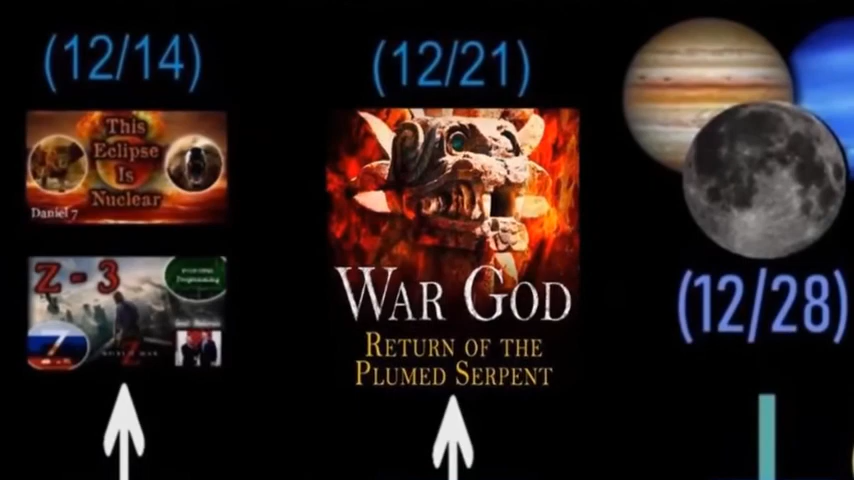 (12/14)
This
Eclipse
Is
Nuclear
Daniel 7
Z - 3
Programming
Z
(12/21)
WAR GOD
RETURN OF THE
PLUMED SERPENT
(12/28)